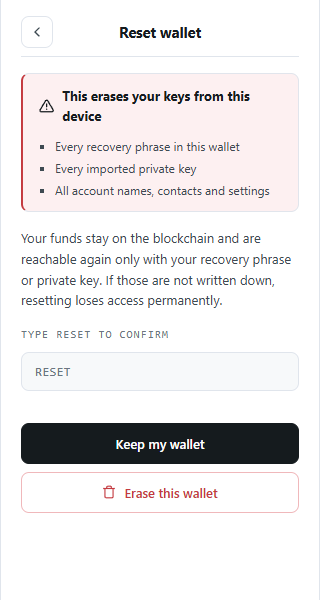 Reset wallet
This erases your keys from this
device
Every recovery phrase in this wallet
Every imported private key
All account names, contacts and settings
Your funds stay on the blockchain and are
reachable again only with your recovery phrase
or private key. If those are not written down,
resetting loses access permanently.
TYPE RESET TO CONFIRM
RESET
Keep my wallet
Erase this wallet